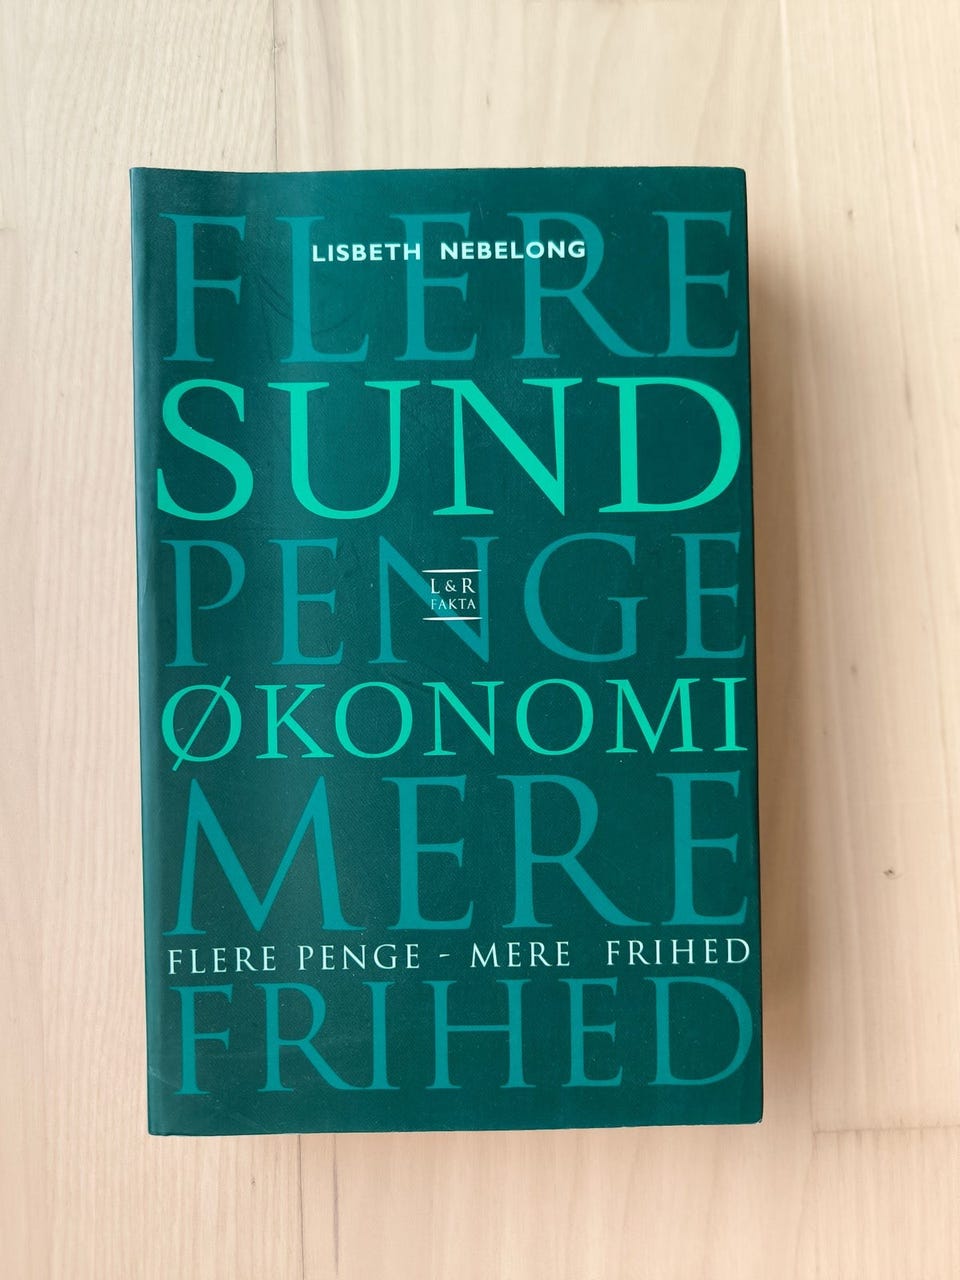 FLERE
LISBETH NEBELONG
SUND
PENGE
L & R
FAKTA
ØKONOMI
MERE
FLERE PENGE - MERE FRIHED
FRIHED